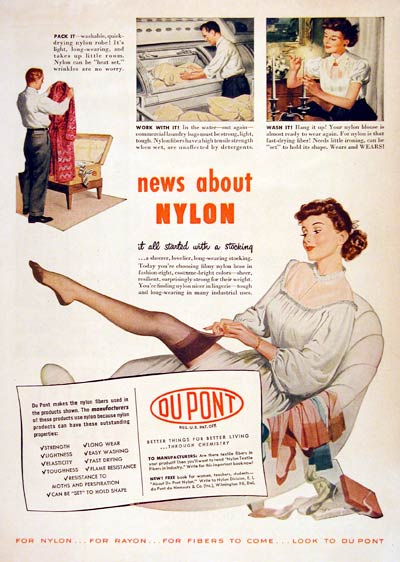 PACK IT—washable, quick-
drying nylon robe! It's
light, long-wearing, and
takes up little room.
Nylon can be "heat set,"
wrinkles are no worry.
WORK WITH IT! In the water—out again—
commercial laundry bags must be strong, light,
tough. Nylon fibers have a high tensile strength
when wet, are unaffected by detergents.
WASH IT! Hang it up! Your nylon blouse is
almost ready to wear again. For nylon is that
fast-drying fiber! Needs little ironing, can be
"set" to hold its shape. Wears and WEARS!
news about
NYLON
it all started with a stocking
...a sheerer, lovelier, long-wearing stocking.
Today you're choosing filmy nylon hose in
fashion-right, costume-bright colors—sheer,
resilient, surprisingly strong for their weight.
You're finding nylon nicer in lingerie—tough
and long-wearing in many industrial uses.
Du Pont makes the nylon fibers used in
the products shown. The manufacturers
of these products use nylon because nylon
products can have these outstanding
properties:
✓STRENGTH ✓LONG WEAR
✓LIGHTNESS ✓EASY WASHING
✓ELASTICITY ✓FAST DRYING
✓TOUGHNESS ✓FLAME RESISTANCE
✓RESISTANCE TO
MOTHS AND PERSPIRATION
✓CAN BE "SET" TO HOLD SHAPE
DU PONT
REG. U.S. PAT. OFF.
BETTER THINGS FOR BETTER LIVING
...THROUGH CHEMISTRY
TO MANUFACTURERS: Are there textile fibers in
your product? Then you'll want to read "Nylon Textile
Fibers in Industry." Write for this important book now!
NEW! FREE book for women, teachers, students—
"About Du Pont Nylon." Write to Nylon Division, E. I.
du Pont de Nemours & Co. (Inc.), Wilmington 98, Del.
FOR NYLON...FOR RAYON...FOR FIBERS TO COME...LOOK TO DU PONT